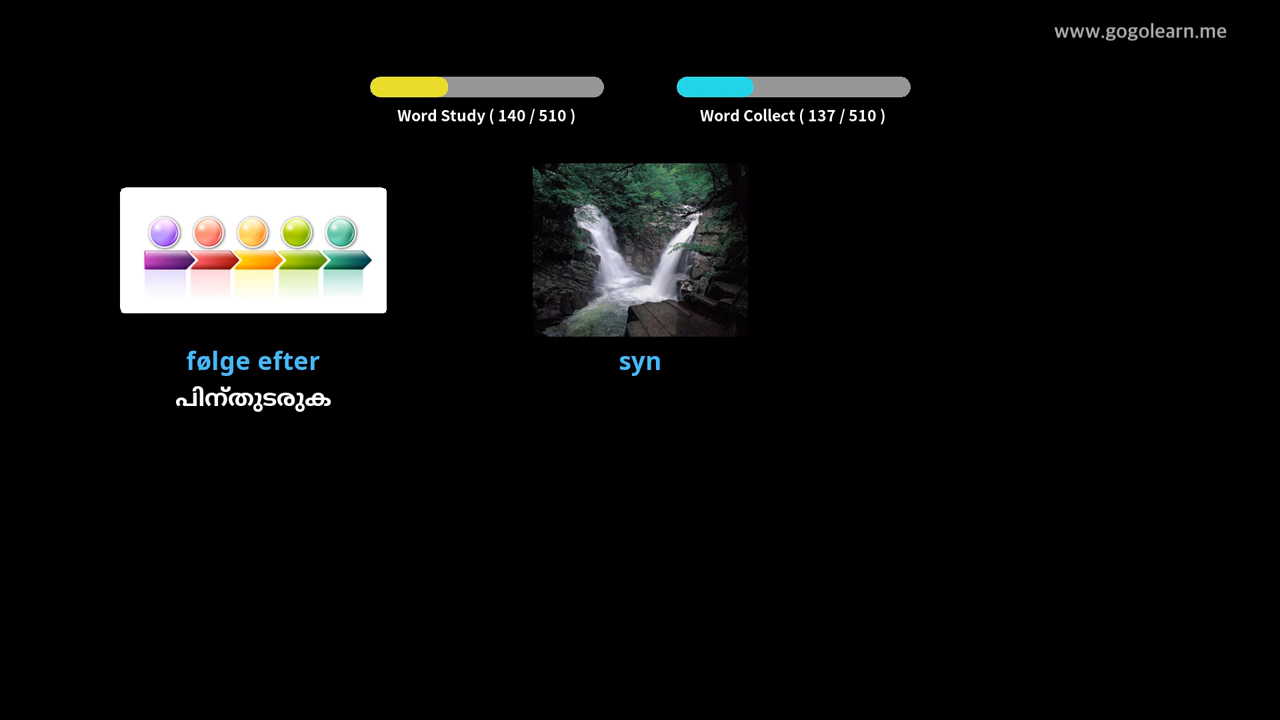 www.gogolearn.me
Word Study ( 140 / 510 )
Word Collect ( 137 / 510 )
følge efter
പിന്തുടരുക
syn